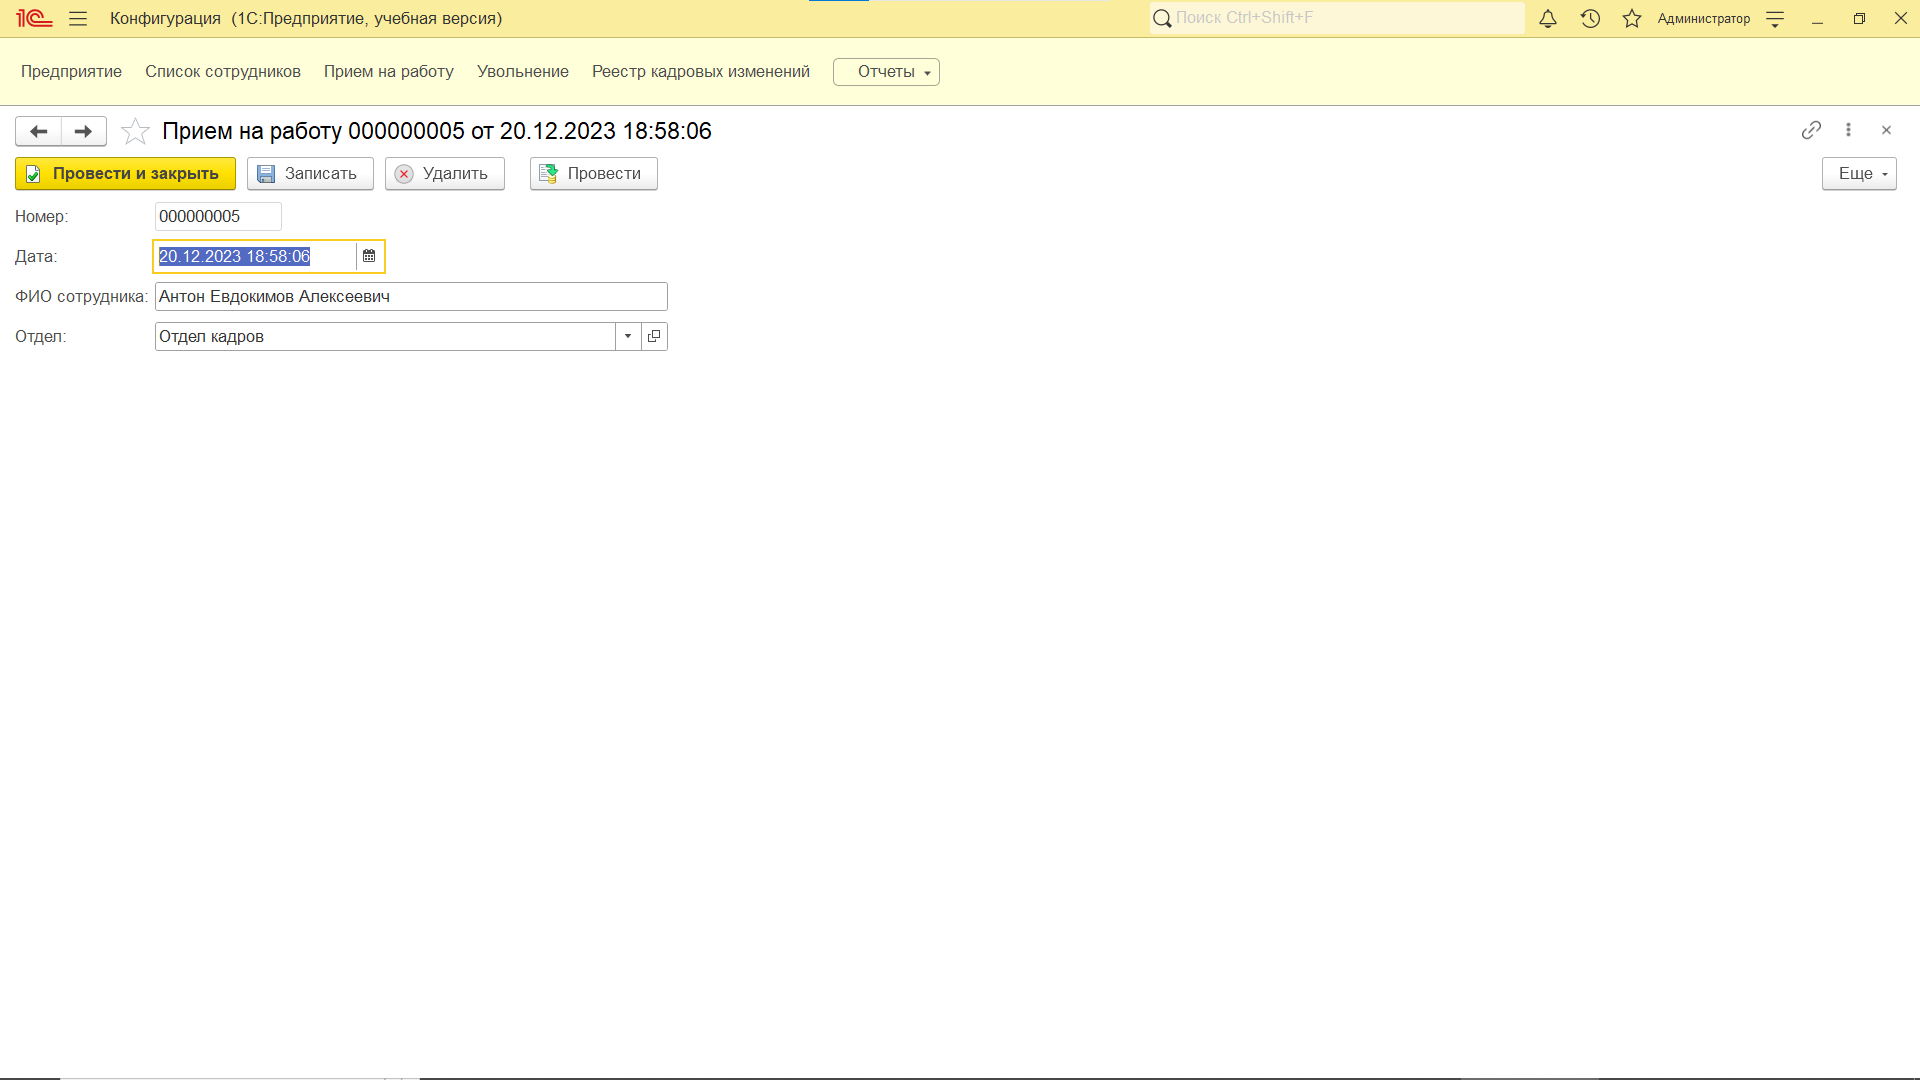 1С Конфигурация (1С:Предприятие, учебная версия) Поиск Ctrl+Shift+F Администратор
Предприятие Список сотрудников Прием на работу Увольнение Реестр кадровых изменений Отчеты
Прием на работу 000000005 от 20.12.2023 18:58:06
Провести и закрыть Записать Удалить Провести Еще
Номер: 000000005
Дата: 20.12.2023 18:58:06
ФИО сотрудника: Антон Евдокимов Алексеевич
Отдел: Отдел кадров